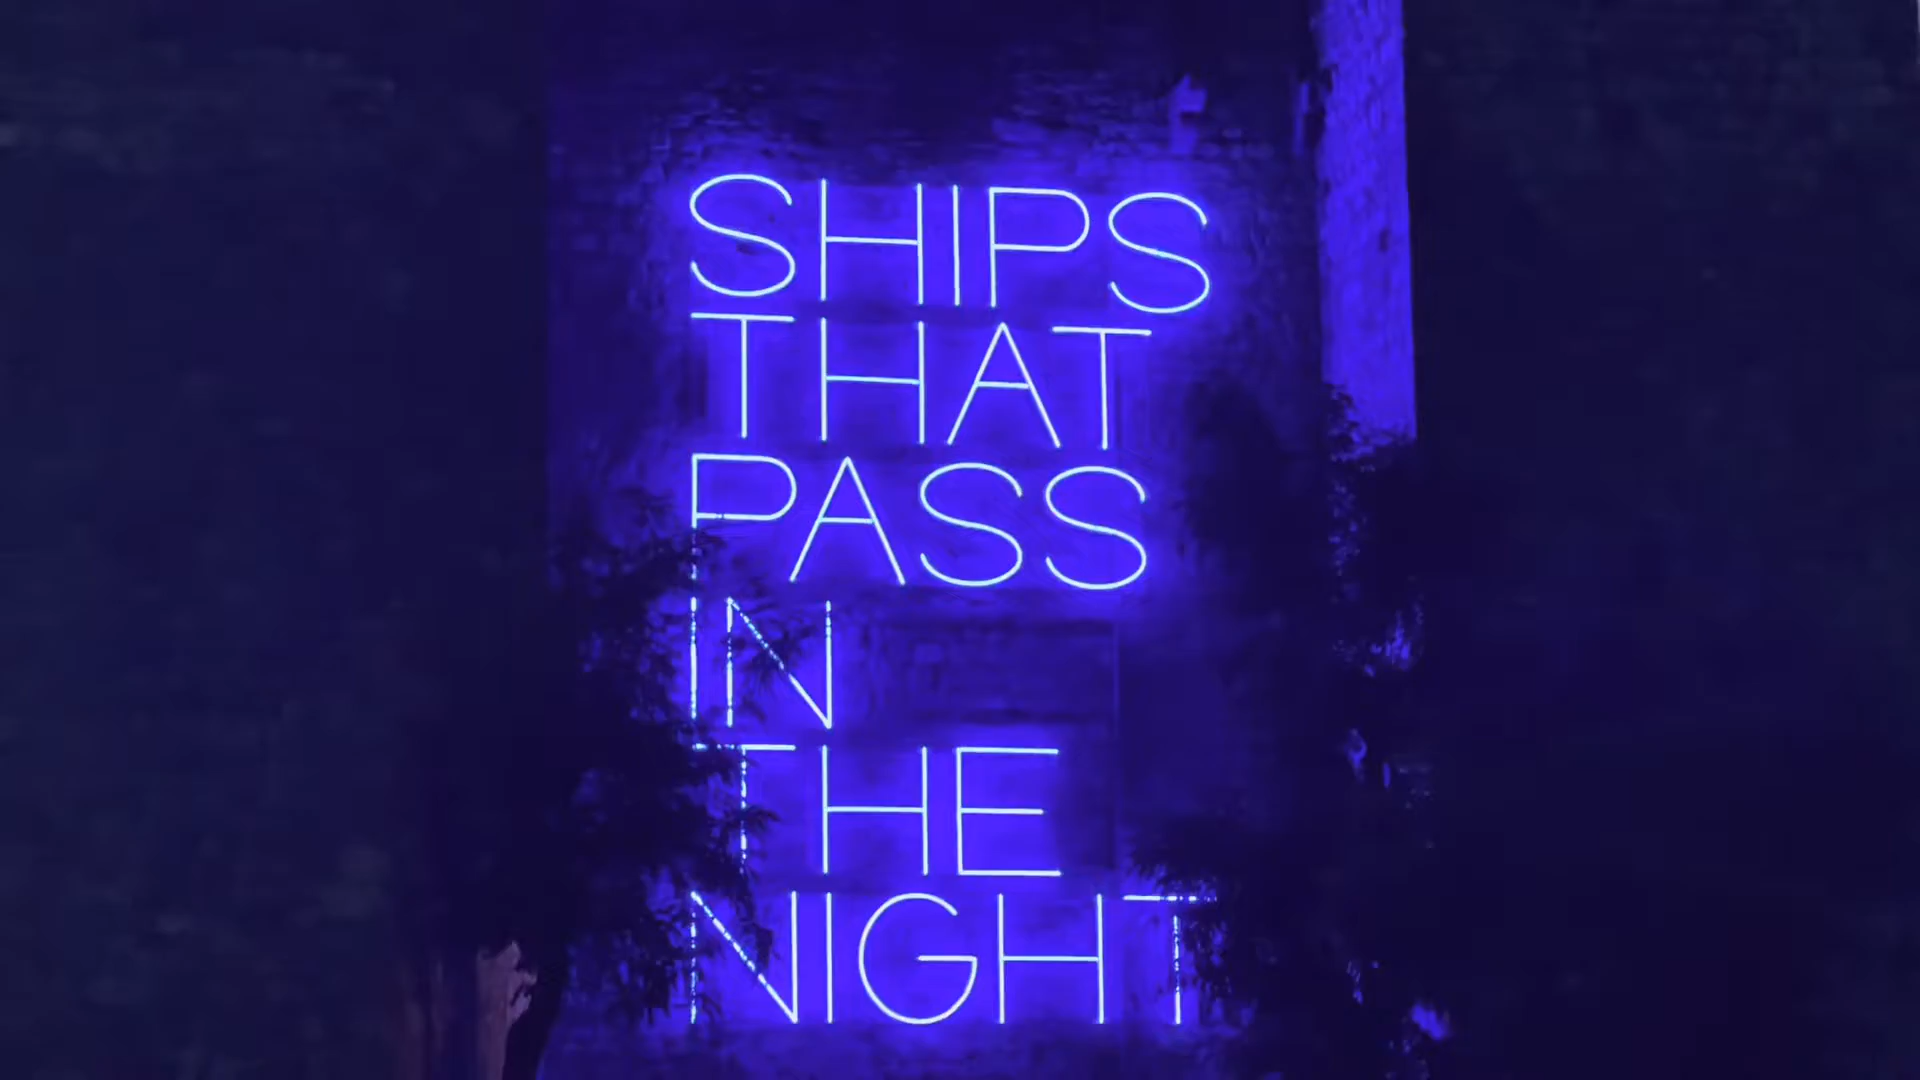 SHIPS
THAT
PASS
IN
THE
NIGHT